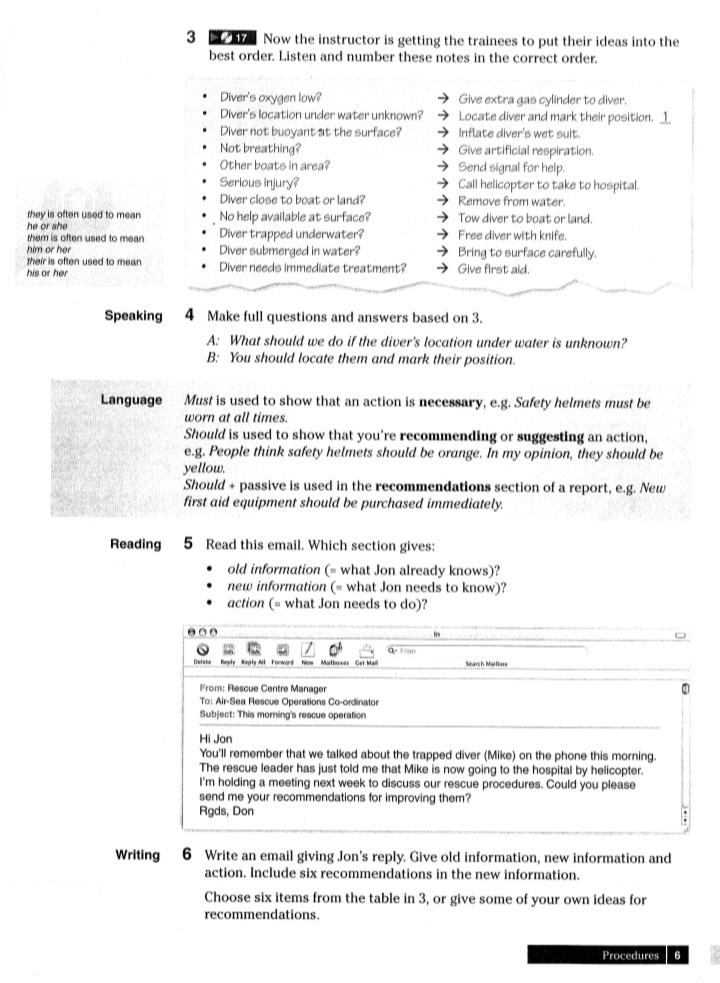 3 17 Now the instructor is getting the trainees to put their ideas into the
best order. Listen and number these notes in the correct order.
• Diver's oxygen low? → Give extra gas cylinder to diver.
• Diver's location under water unknown? → Locate diver and mark their position. 1
• Diver not buoyant at the surface? → Inflate diver's wet suit.
• Not breathing? → Give artificial respiration.
• Other boats in area? → Send signal for help.
• Serious injury? → Call helicopter to take to hospital.
• Diver close to boat or land? → Remove from water.
• No help available at surface? → Tow diver to boat or land.
• Diver trapped underwater? → Free diver with knife.
• Diver submerged in water? → Bring to surface carefully.
• Diver needs immediate treatment? → Give first aid.
they is often used to mean
he or she
them is often used to mean
him or her
their is often used to mean
his or her
Speaking 4 Make full questions and answers based on 3.
A: What should we do if the diver's location under water is unknown?
B: You should locate them and mark their position.
Language Must is used to show that an action is necessary, e.g. Safety helmets must be
worn at all times.
Should is used to show that you're recommending or suggesting an action,
e.g. People think safety helmets should be orange. In my opinion, they should be
yellow.
Should + passive is used in the recommendations section of a report, e.g. New
first aid equipment should be purchased immediately.
Reading 5 Read this email. Which section gives:
• old information (= what Jon already knows)?
• new information (= what Jon needs to know)?
• action (= what Jon needs to do)?
In
From
Delete Reply Reply All Forward New Mailboxes Get Mail Search Mailbox
From: Rescue Centre Manager
To: Air-Sea Rescue Operations Co-ordinator
Subject: This morning's rescue operation
Hi Jon
You'll remember that we talked about the trapped diver (Mike) on the phone this morning.
The rescue leader has just told me that Mike is now going to the hospital by helicopter.
I'm holding a meeting next week to discuss our rescue procedures. Could you please
send me your recommendations for improving them?
Rgds, Don
Writing 6 Write an email giving Jon's reply. Give old information, new information and
action. Include six recommendations in the new information.
Choose six items from the table in 3, or give some of your own ideas for
recommendations.
Procedures 6